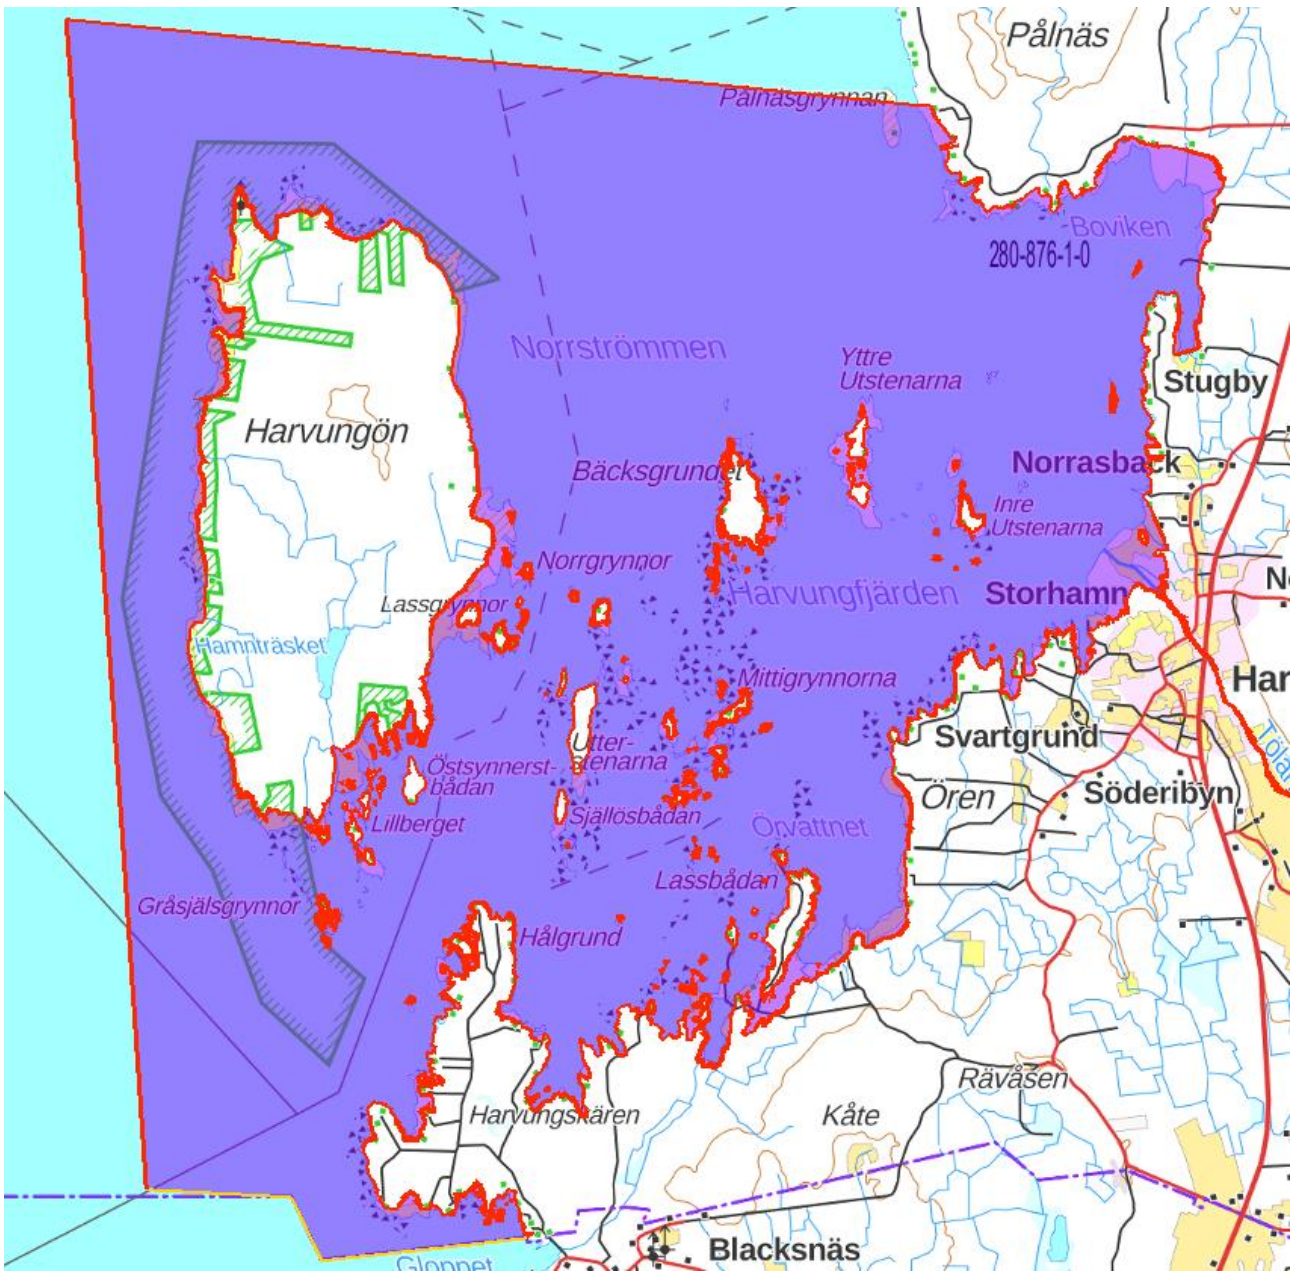 Pålnäs
Pålnäsgrynnan
Boviken
280-876-1-0
Norrströmmen
Yttre
Utstenarna
Stugby
Harvungön
Bäcksgrundet
Norrasback
Inre
Utstenarna
Norrgrynnor
Lassgrynnor
Harvungfjärden
Storhamn
Hamnträsket
Mittigrynnorna
Har
Svartgrund
Utter-
stenarna
Östsynnerst-
bådan
Ören
Söderibyn
Själlösbådan
Lillberget
Örvattnet
Lassbådan
Gråsjälsgrynnor
Hålgrund
Rävåsen
Harvungskären
Kåte
Blacksnäs
Gloppet